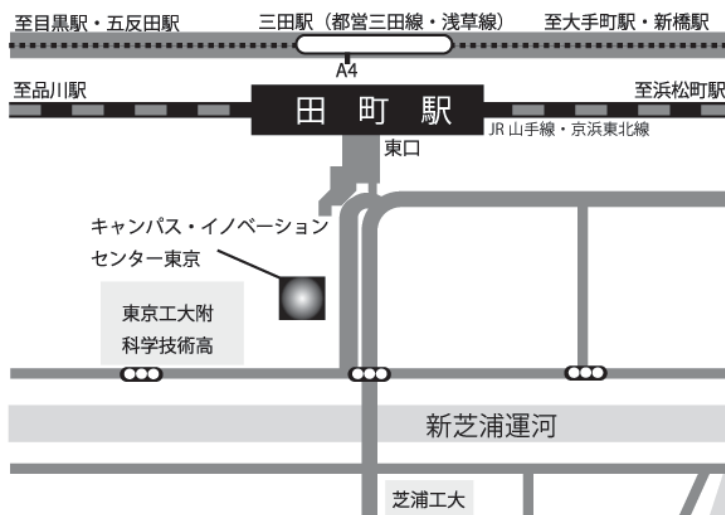 至目黒駅・五反田駅
三田駅（都営三田線・浅草線）
至大手町駅・新橋駅
A4
至品川駅
田町駅
至浜松町駅
JR山手線・京浜東北線
東口
キャンパス・イノベーション
センター東京
東京工大附
科学技術高
新芝浦運河
芝浦工大